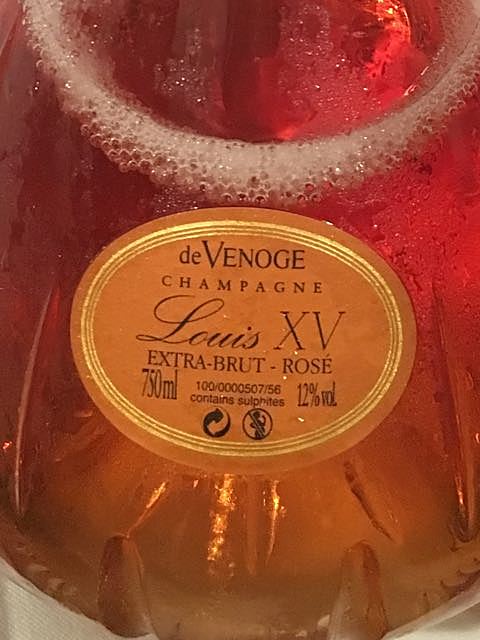 de VENOGE
CHAMPAGNE
Louis XV
EXTRA-BRUT - ROSÉ
750ml 100/0000507/56 12% vol.
contains sulphites